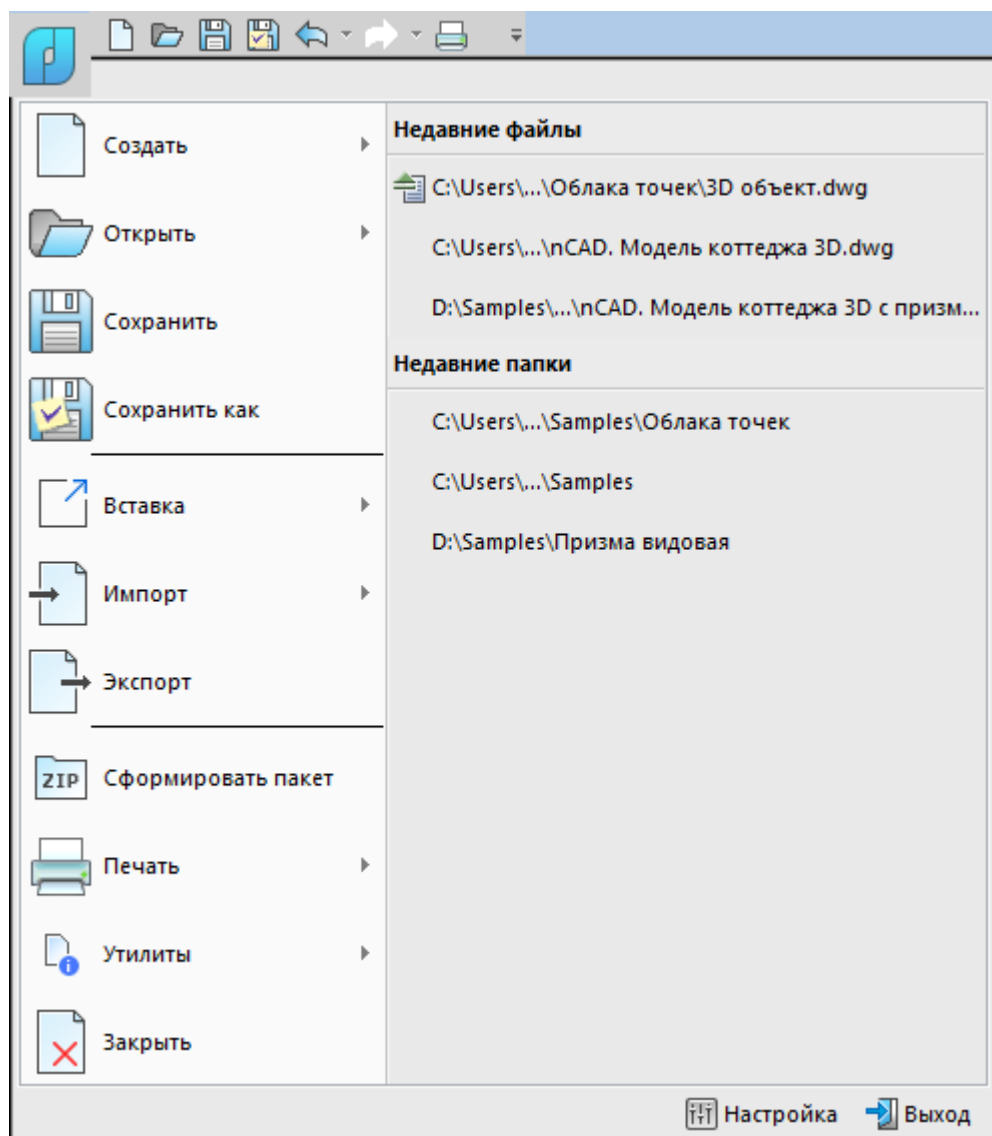 Создать
Открыть
Сохранить
Сохранить как
Вставка
Импорт
Экспорт
ZIP
Сформировать пакет
Печать
Утилиты
Закрыть
Недавние файлы
C:\Users\...\Облака точек\3D объект.dwg
C:\Users\...\nCAD. Модель коттеджа 3D.dwg
D:\Samples\...\nCAD. Модель коттеджа 3D с призм...
Недавние папки
C:\Users\...\Samples\Облака точек
C:\Users\...\Samples
D:\Samples\Призма видовая
Настройка
Выход